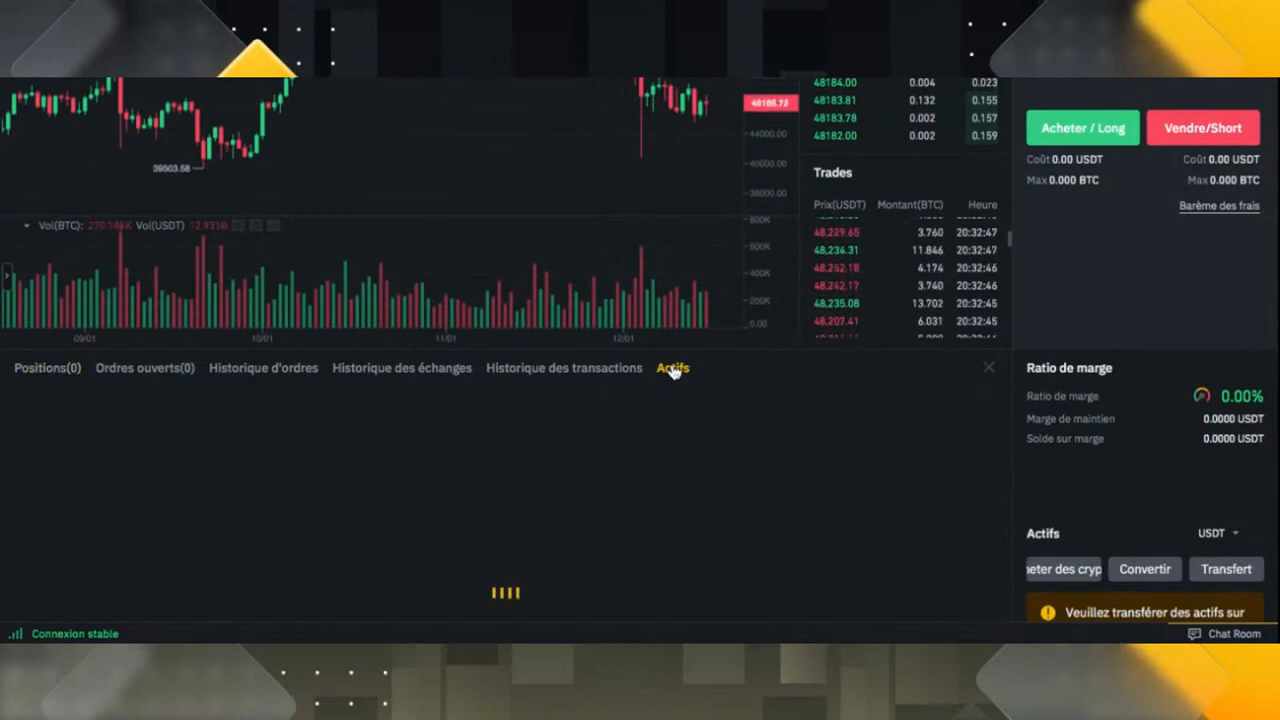 48184.00 0.004 0.023
48183.81 0.132 0.155
48183.78 0.002 0.157
48182.00 0.002 0.159
48185.72
44000.00
40000.00
36000.00
39503.58
Vol(BTC): Vol(USDT) 12.931B
800K
600K
400K
200K
0.00
09/01 10/01 11/01 12/01
Trades
Prix(USDT) Montant(BTC) Heure
48,229.65 3.760 20:32:47
48,234.31 11.846 20:32:47
48,252.18 4.174 20:32:46
48,242.17 3.740 20:32:46
48,235.08 13.702 20:32:45
48,207.41 6.031 20:32:45
Acheter / Long Vendre/Short
Coût 0.00 USDT Coût 0.00 USDT
Max 0.000 BTC Max 0.000 BTC
Barème des frais
Positions(0) Ordres ouverts(0) Historique d'ordres Historique des échanges Historique des transactions Actifs
Ratio de marge
Ratio de marge 0.00%
Marge de maintien 0.0000 USDT
Solde sur marge 0.0000 USDT
Actifs USDT
heter des cryp Convertir Transfert
Veuillez transférer des actifs sur
Connexion stable
Chat Room